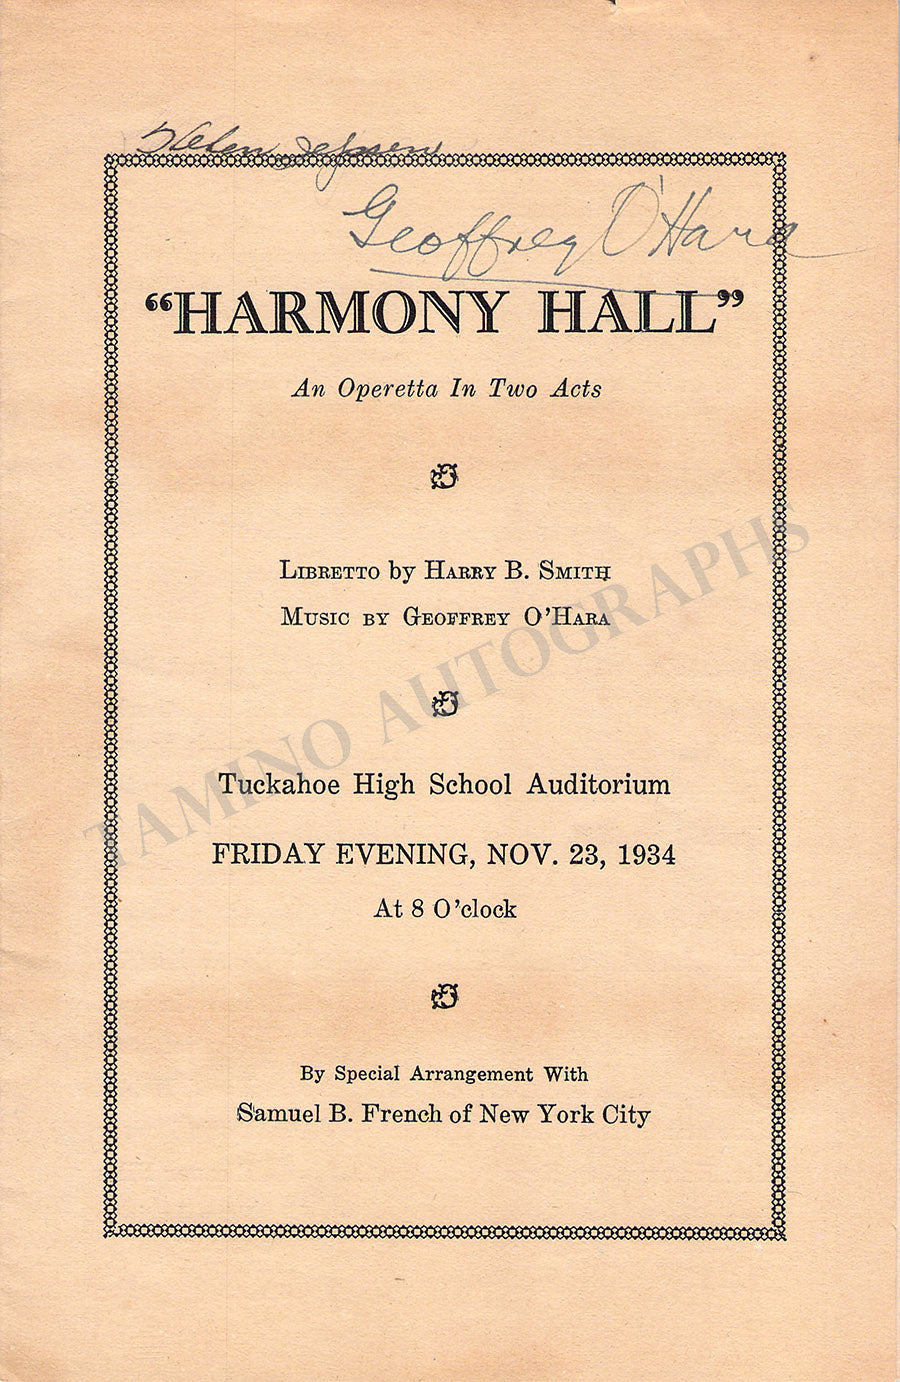 Helen Jepson
Geoffrey O'Hara
“HARMONY HALL”
An Operetta In Two Acts
LIBRETTO by HARRY B. SMITH
MUSIC BY GEOFFREY O’HARA
TAMINO AUTOGRAPHS
Tuckahoe High School Auditorium
FRIDAY EVENING, NOV. 23, 1934
At 8 O’clock
By Special Arrangement With
Samuel B. French of New York City